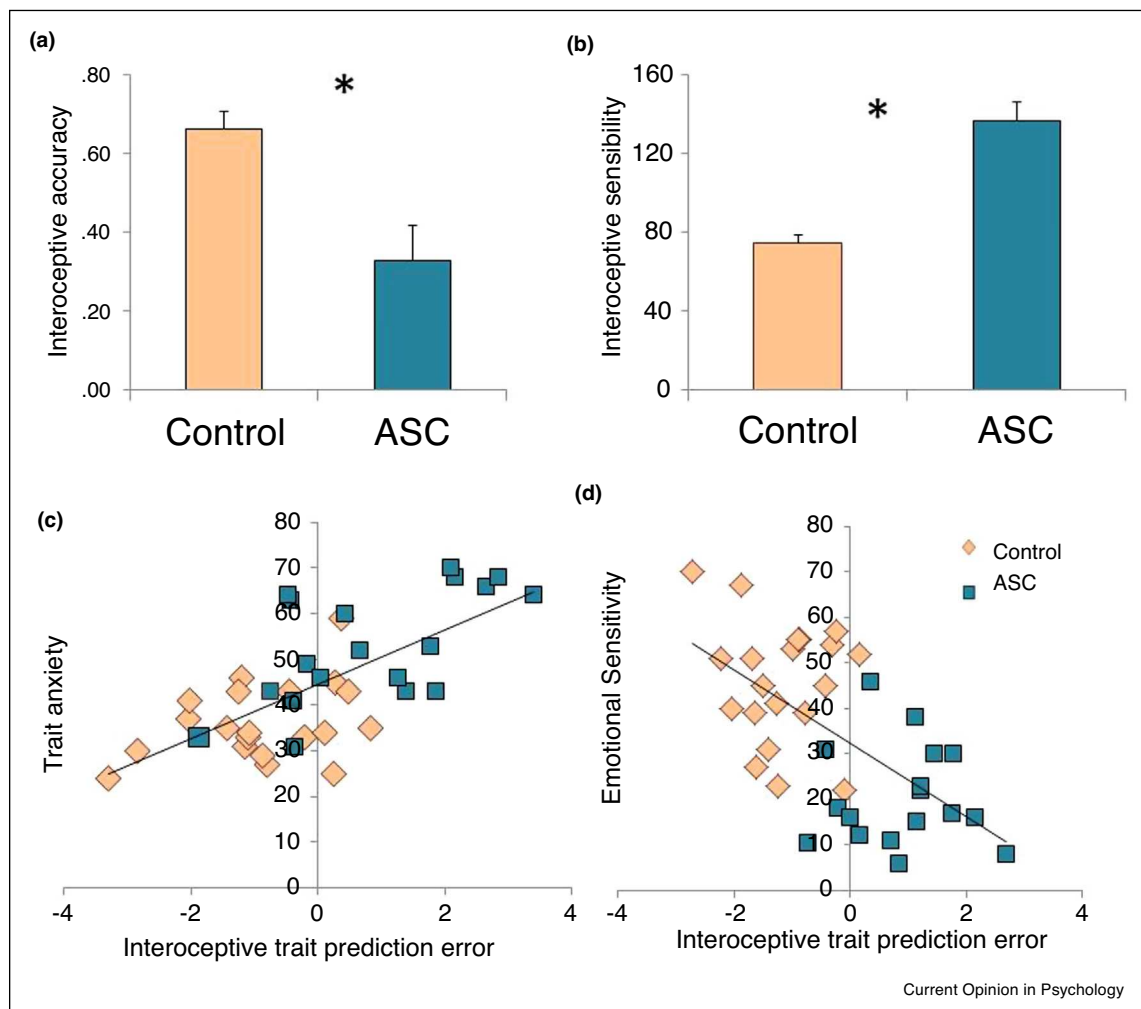 (a)
.80
.60
.40
.20
.00
Interoceptive accuracy
*
Control ASC
(b)
160
120
80
40
0
Interoceptive sensibility
*
Control ASC
(c)
80
70
60
50
40
30
20
10
0
Trait anxiety
-4 -2 0 2 4
Interoceptive trait prediction error
(d)
80
70
60
50
40
30
20
10
0
Emotional Sensitivity
Control
ASC
-4 -2 0 2 4
Interoceptive trait prediction error
Current Opinion in Psychology